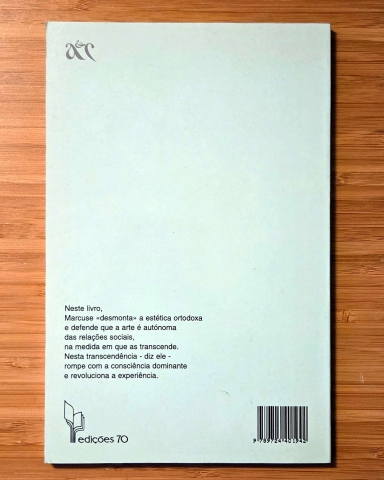 a&c
Neste livro,
Marcuse «desmonta» a estética ortodoxa
e defende que a arte é autónoma
das relações sociais,
na medida em que as transcende.
Nesta transcendência - diz ele -
rompe com a consciência dominante
e revoluciona a experiência.
edições 70